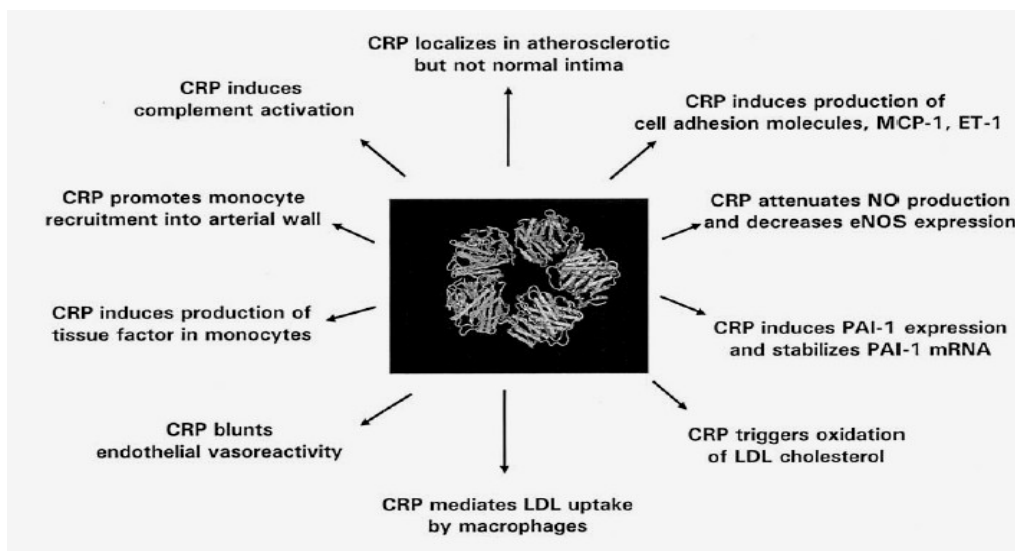 CRP localizes in atherosclerotic
but not normal intima
CRP induces
complement activation
CRP induces production of
cell adhesion molecules, MCP-1, ET-1
CRP promotes monocyte
recruitment into arterial wall
CRP attenuates NO production
and decreases eNOS expression
CRP induces production of
tissue factor in monocytes
CRP induces PAI-1 expression
and stabilizes PAI-1 mRNA
CRP blunts
endothelial vasoreactivity
CRP triggers oxidation
of LDL cholesterol
CRP mediates LDL uptake
by macrophages